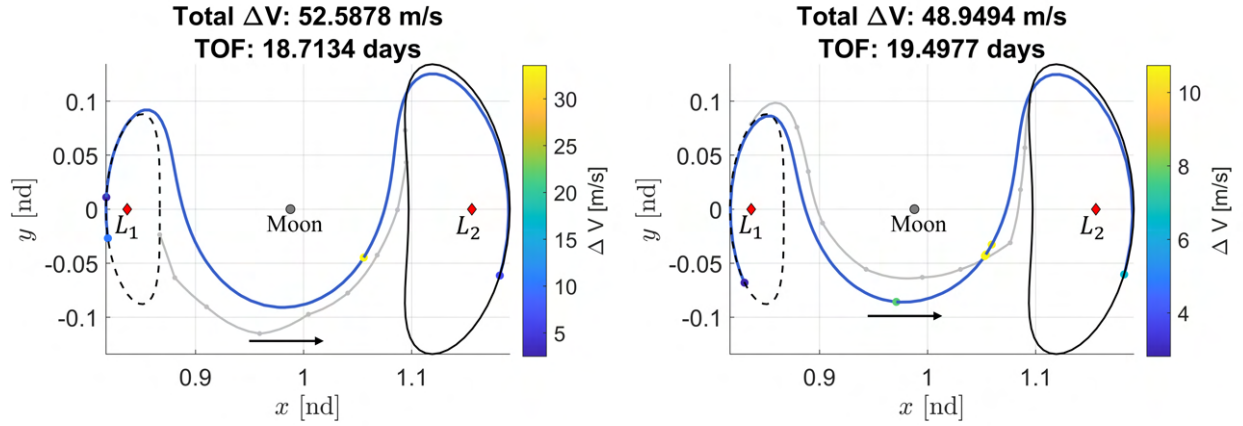 Total ΔV: 52.5878 m/s
TOF: 18.7134 days
0.1
0.05
0
-0.05
-0.1
y [nd]
0.9
1
1.1
x [nd]
L1
Moon
L2
30
25
20
15
10
5
Δ V [m/s]
Total ΔV: 48.9494 m/s
TOF: 19.4977 days
0.1
0.05
0
-0.05
-0.1
y [nd]
0.9
1
1.1
x [nd]
L1
Moon
L2
10
8
6
4
Δ V [m/s]